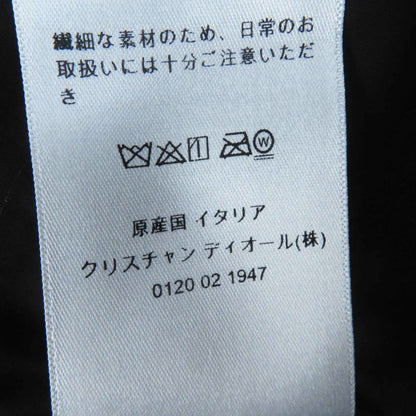 繊細な素材のため、日常のお
取扱いには十分ご注意いただ
き
W
原産国 イタリア
クリスチャン ディオール(株)
0120 02 1947